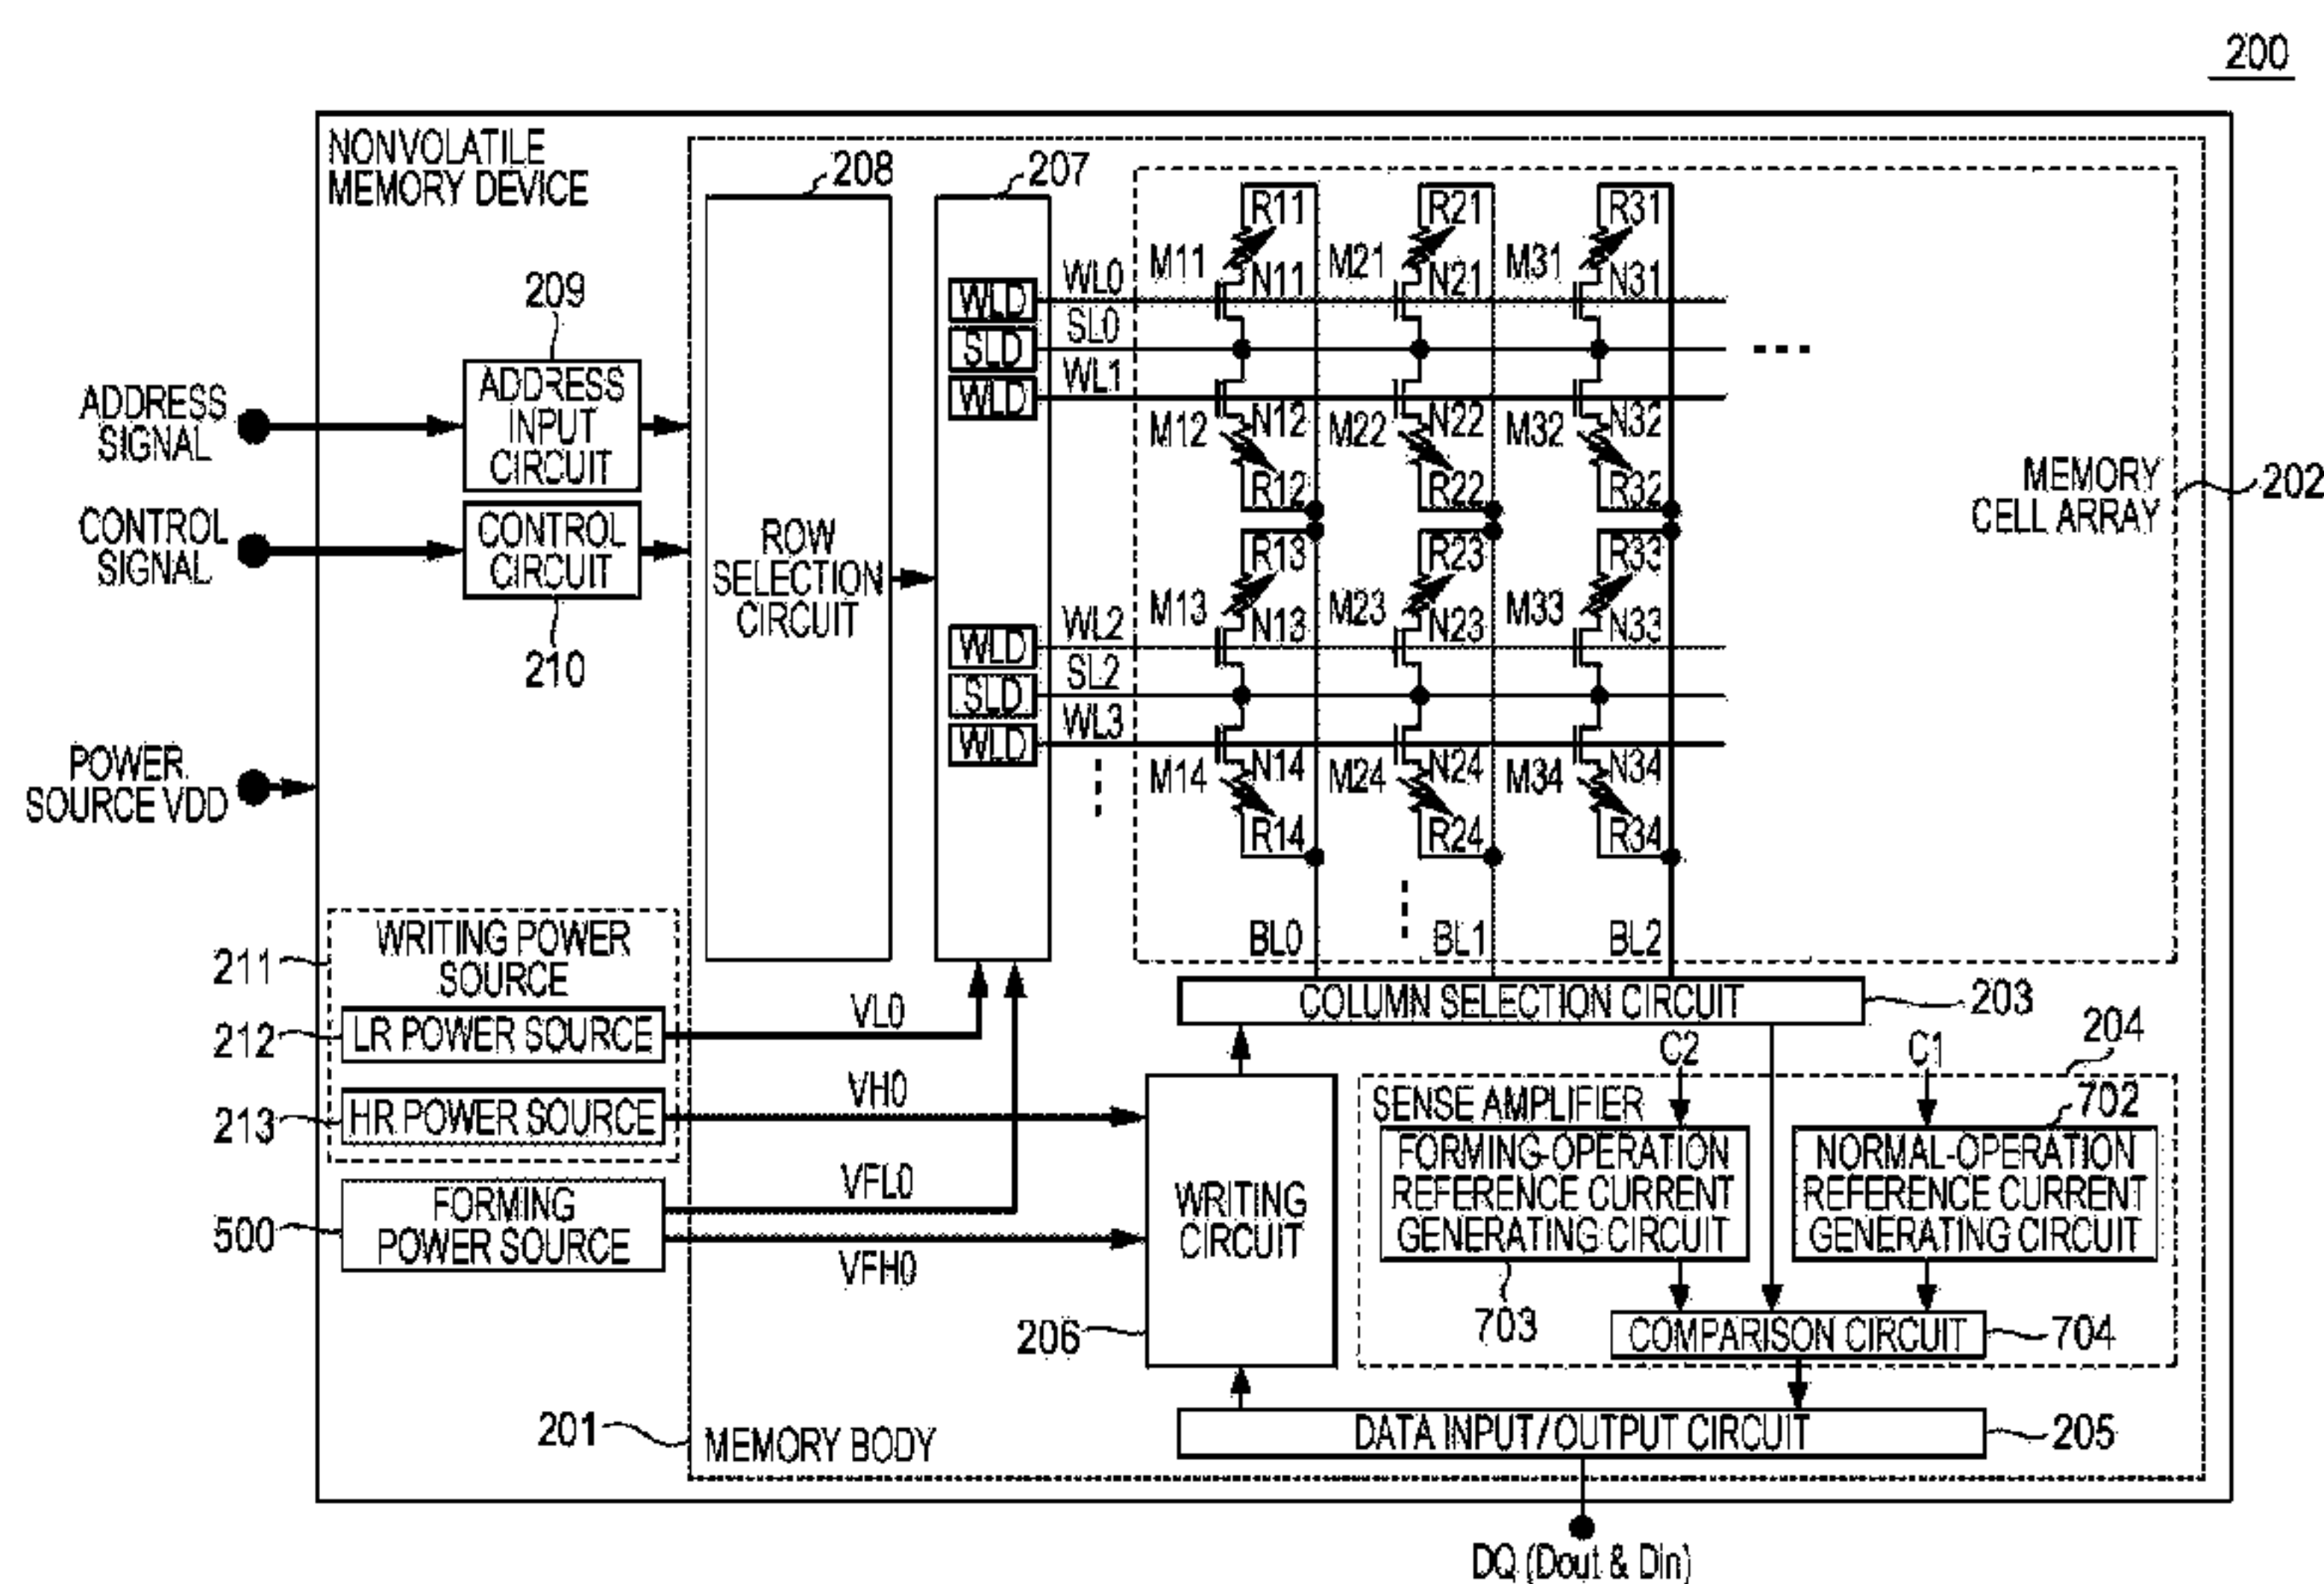 200
NONVOLATILE
MEMORY DEVICE
208
207
209
ADDRESS
SIGNAL
ADDRESS
INPUT
CIRCUIT
CONTROL
SIGNAL
CONTROL
CIRCUIT
210
POWER
SOURCE VDD
ROW
SELECTION
CIRCUIT
WLD
SLD
WLD
WLD
SLD
WLD
WL0
SL0
WL1
WL2
SL2
WL3
R11 R21 R31
M11 M21 M31
N11 N21 N31
M12 N12 M22 N22 M32 N32
R12 R22 R32
R13 R23 R33
M13 N13 M23 N23 M33 N33
M14 N14 M24 N24 M34 N34
R14 R24 R34
BL0 BL1 BL2
MEMORY
CELL ARRAY
202
211
WRITING POWER
SOURCE
212
LR POWER SOURCE
213
HR POWER SOURCE
500
FORMING
POWER SOURCE
VL0
VH0
VFL0
VFH0
COLUMN SELECTION CIRCUIT
203
C2
C1
204
SENSE AMPLIFIER
702
FORMING-OPERATION
REFERENCE CURRENT
GENERATING CIRCUIT
NORMAL-OPERATION
REFERENCE CURRENT
GENERATING CIRCUIT
WRITING
CIRCUIT
206
703
COMPARISON CIRCUIT
704
201
MEMORY BODY
DATA INPUT/OUTPUT CIRCUIT
205
DQ (Dout & Din)